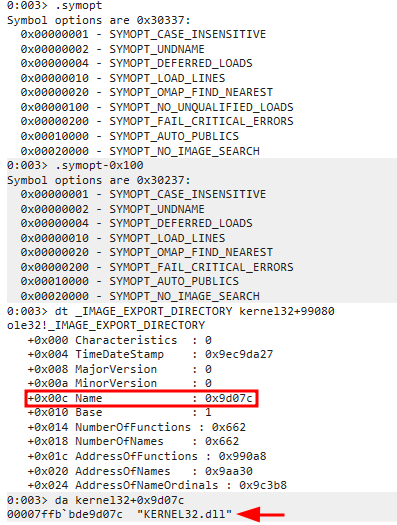 0:003> .symopt
Symbol options are 0x30337:
  0x00000001 - SYMOPT_CASE_INSENSITIVE
  0x00000002 - SYMOPT_UNDNAME
  0x00000004 - SYMOPT_DEFERRED_LOADS
  0x00000010 - SYMOPT_LOAD_LINES
  0x00000020 - SYMOPT_OMAP_FIND_NEAREST
  0x00000100 - SYMOPT_NO_UNQUALIFIED_LOADS
  0x00000200 - SYMOPT_FAIL_CRITICAL_ERRORS
  0x00010000 - SYMOPT_AUTO_PUBLICS
  0x00020000 - SYMOPT_NO_IMAGE_SEARCH
0:003> .symopt-0x100
Symbol options are 0x30237:
  0x00000001 - SYMOPT_CASE_INSENSITIVE
  0x00000002 - SYMOPT_UNDNAME
  0x00000004 - SYMOPT_DEFERRED_LOADS
  0x00000010 - SYMOPT_LOAD_LINES
  0x00000020 - SYMOPT_OMAP_FIND_NEAREST
  0x00000200 - SYMOPT_FAIL_CRITICAL_ERRORS
  0x00010000 - SYMOPT_AUTO_PUBLICS
  0x00020000 - SYMOPT_NO_IMAGE_SEARCH
0:003> dt _IMAGE_EXPORT_DIRECTORY kernel32+99080
ole32!_IMAGE_EXPORT_DIRECTORY
   +0x000 Characteristics  : 0
   +0x004 TimeDateStamp    : 0x9ec9da27
   +0x008 MajorVersion     : 0
   +0x00a MinorVersion     : 0
   +0x00c Name             : 0x9d07c
   +0x010 Base             : 1
   +0x014 NumberOfFunctions : 0x662
   +0x018 NumberOfNames    : 0x662
   +0x01c AddressOfFunctions : 0x990a8
   +0x020 AddressOfNames   : 0x9aa30
   +0x024 AddressOfNameOrdinals : 0x9c3b8
0:003> da kernel32+0x9d07c
00007ffb`bde9d07c  "KERNEL32.dll"